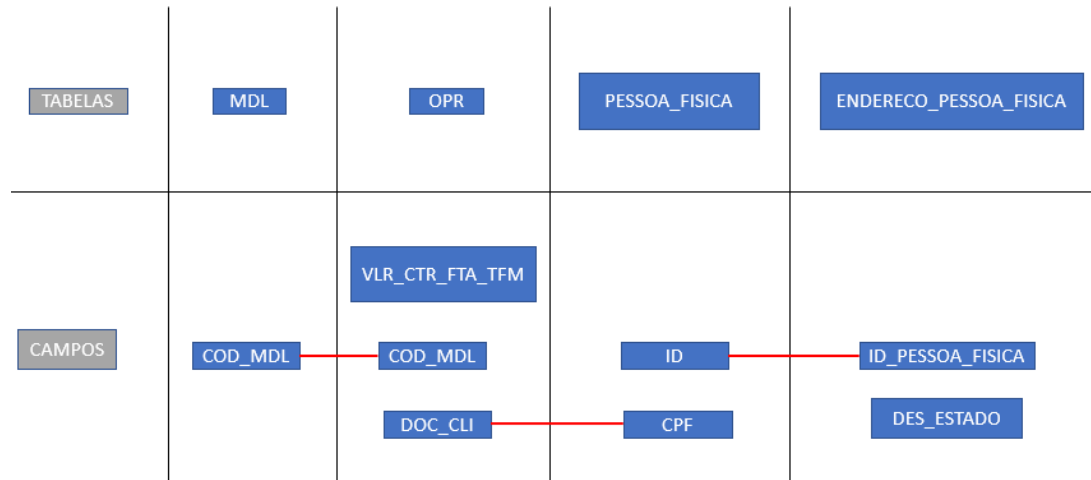 TABELAS
MDL
OPR
PESSOA_FISICA
ENDERECO_PESSOA_FISICA
VLR_CTR_FTA_TFM
CAMPOS
COD_MDL
COD_MDL
ID
ID_PESSOA_FISICA
DOC_CLI
CPF
DES_ESTADO